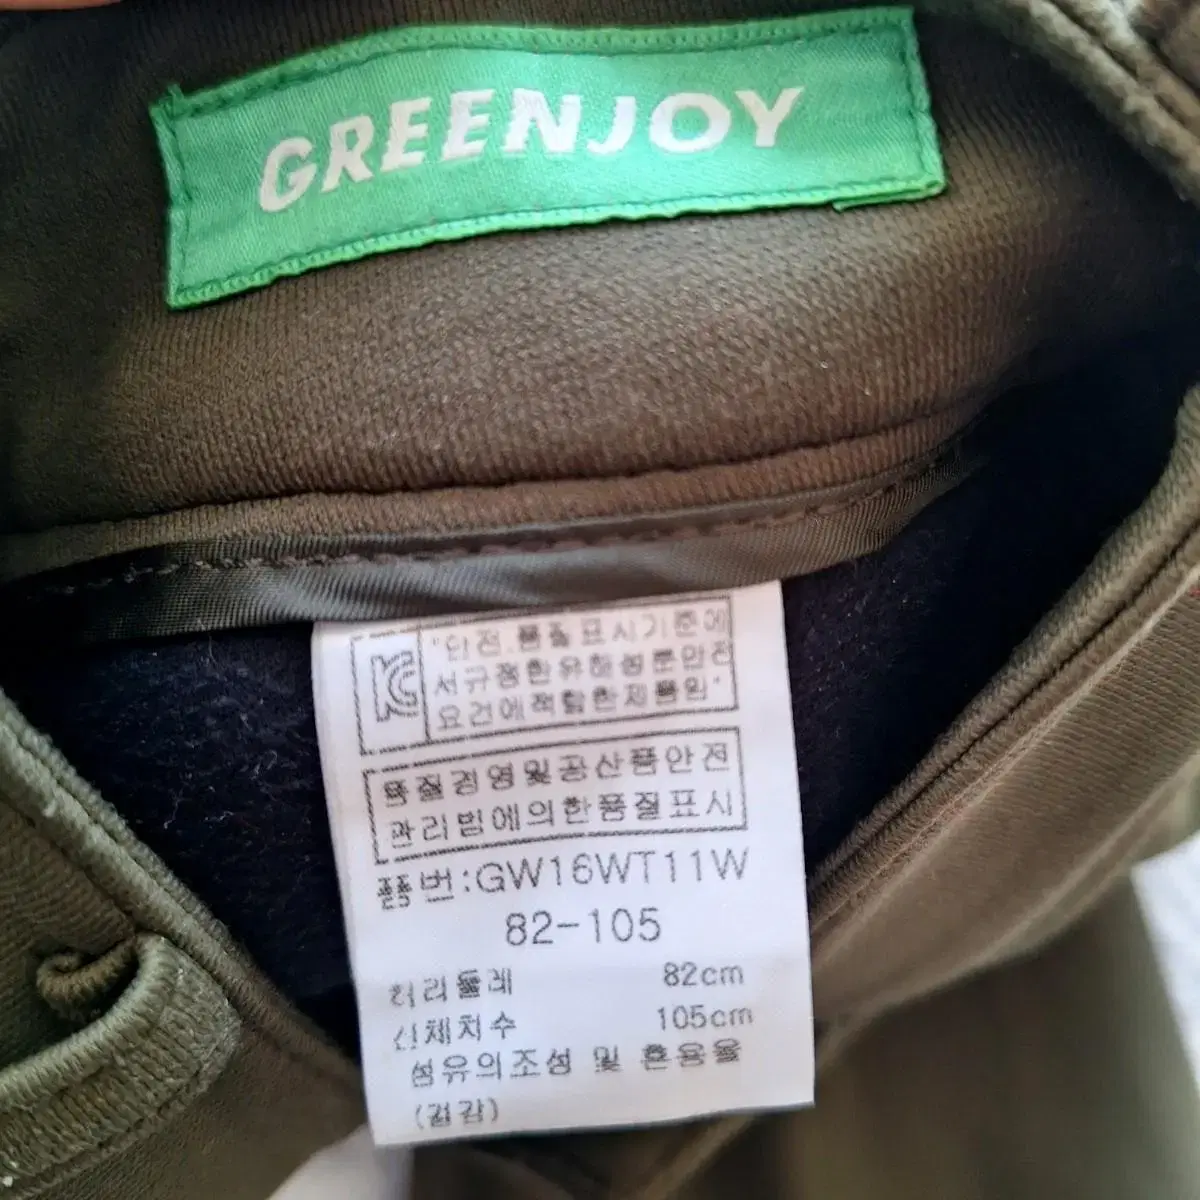 GREENJOY
KC
"안전.품질표시기준에
서규정한유해성분안전
요건에적합한제품임"
품질경영및공산품안전
관리법에의한품질표시
품번:GW16WT11W
82-105
허리둘레 82cm
신체치수 105cm
섬유의조성 및 혼용율
(겉감)